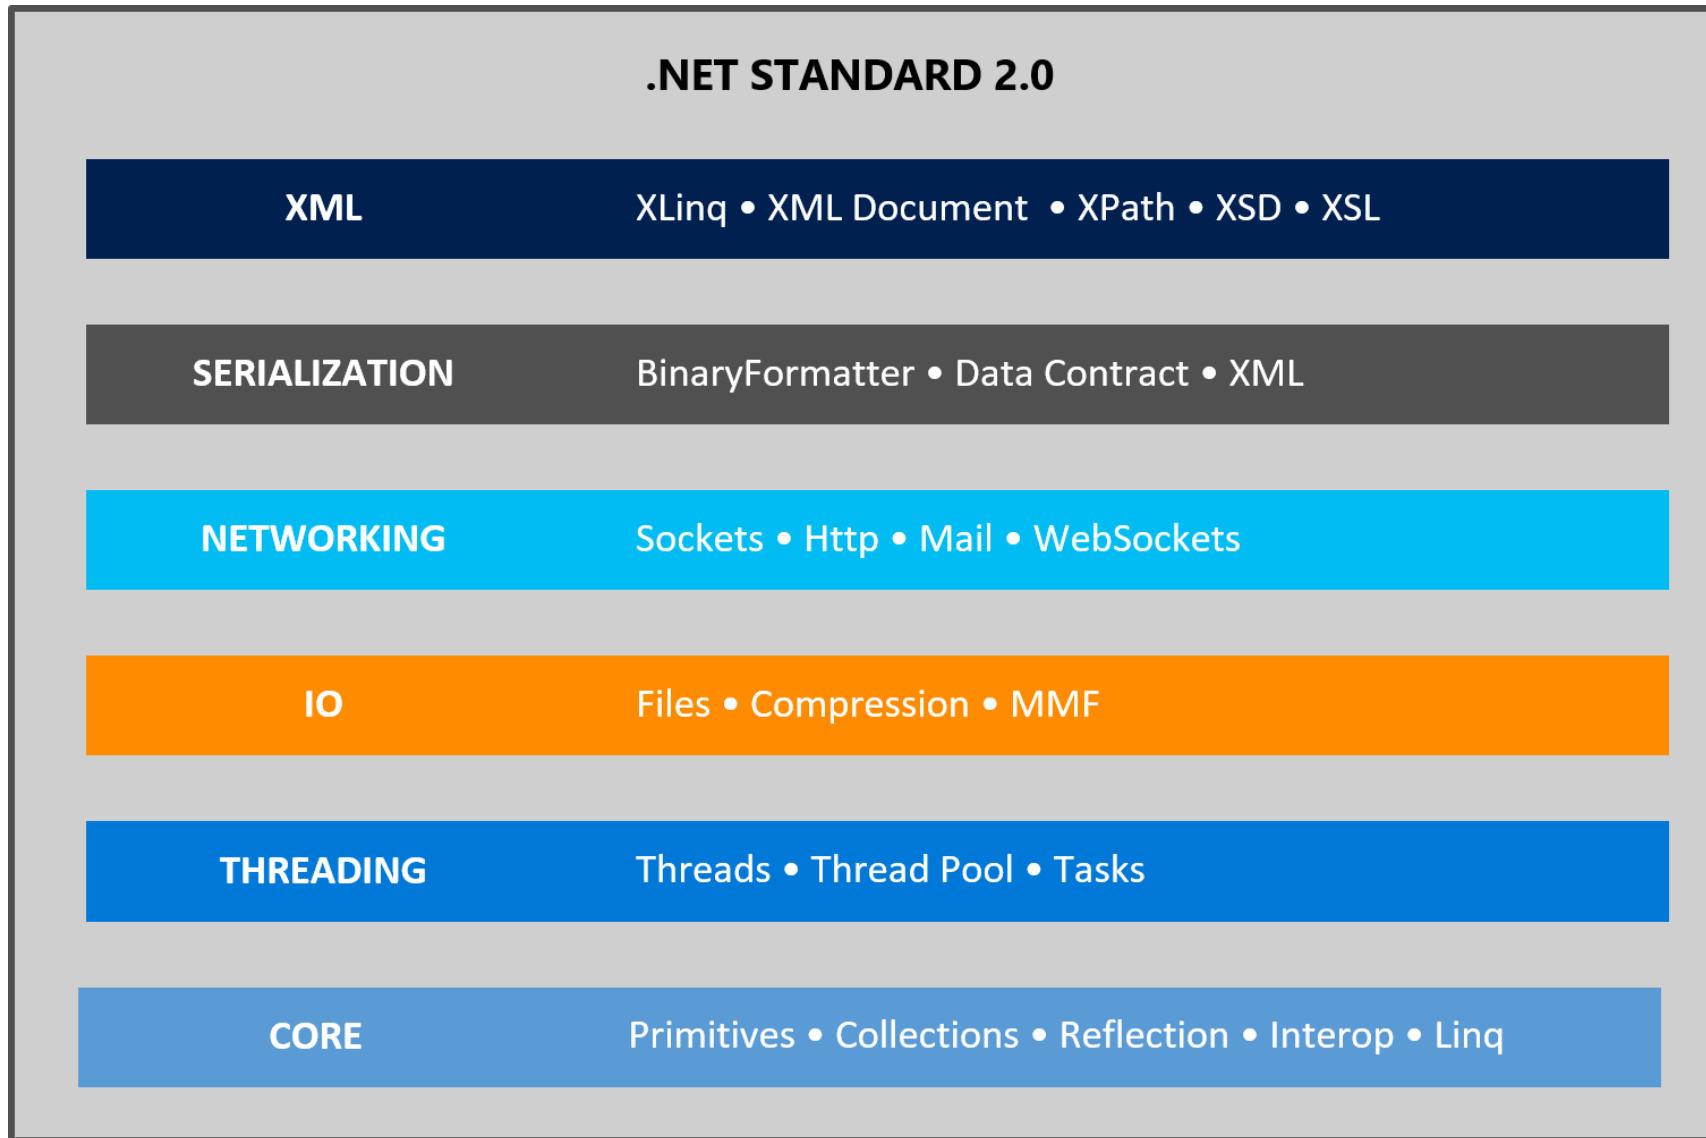 .NET STANDARD 2.0
XML XLinq • XML Document • XPath • XSD • XSL
SERIALIZATION BinaryFormatter • Data Contract • XML
NETWORKING Sockets • Http • Mail • WebSockets
IO Files • Compression • MMF
THREADING Threads • Thread Pool • Tasks
CORE Primitives • Collections • Reflection • Interop • Linq